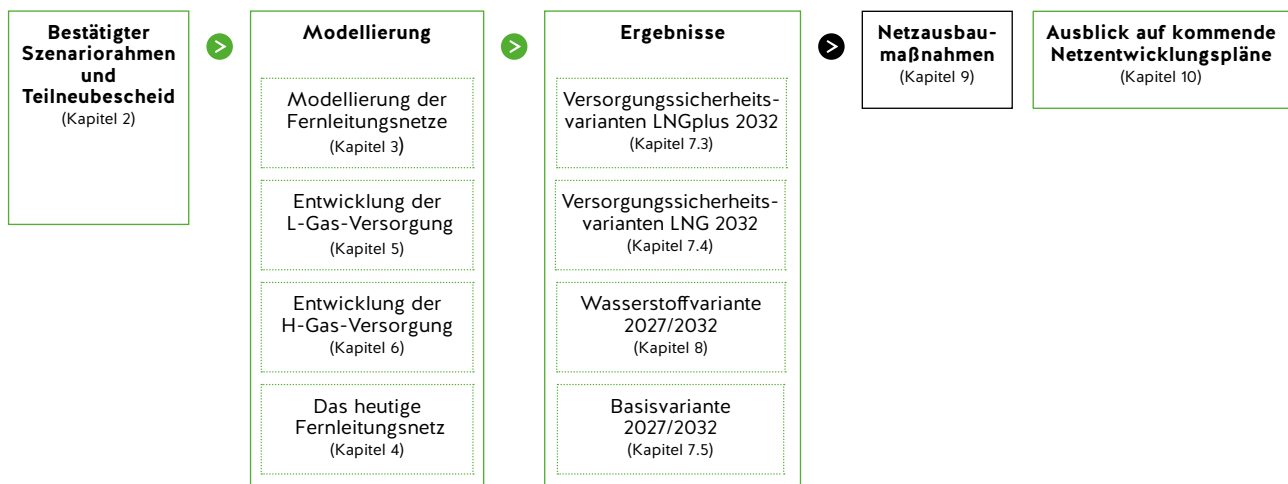 Bestätigter
Szenariorahmen
und
Teilneubescheid
(Kapitel 2)
>
Modellierung
Modellierung der
Fernleitungsnetze
(Kapitel 3)
Entwicklung der
L-Gas-Versorgung
(Kapitel 5)
Entwicklung der
H-Gas-Versorgung
(Kapitel 6)
Das heutige
Fernleitungsnetz
(Kapitel 4)
>
Ergebnisse
Versorgungssicherheits-
varianten LNGplus 2032
(Kapitel 7.3)
Versorgungssicherheits-
varianten LNG 2032
(Kapitel 7.4)
Wasserstoffvariante
2027/2032
(Kapitel 8)
Basisvariante
2027/2032
(Kapitel 7.5)
>
Netzausbau-
maßnahmen
(Kapitel 9)
Ausblick auf kommende
Netzentwicklungspläne
(Kapitel 10)